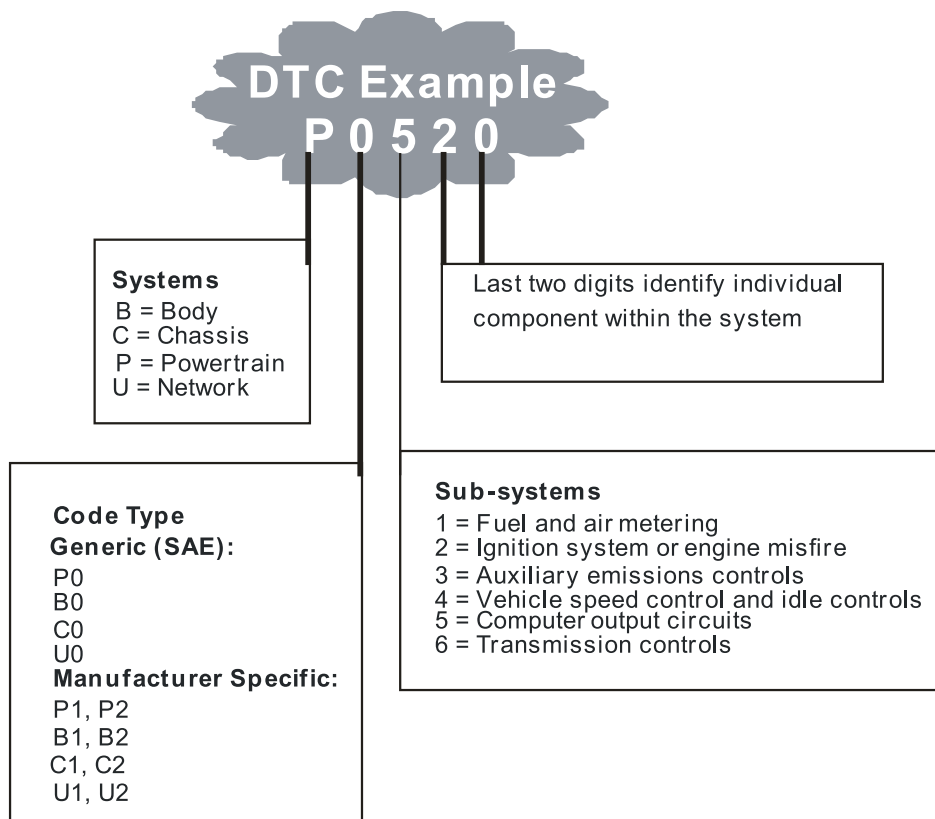 DTC Example
P 0 5 2 0
Systems
B = Body
C = Chassis
P = Powertrain
U = Network
Last two digits identify individual
component within the system
Code Type
Generic (SAE):
P0
B0
C0
U0
Manufacturer Specific:
P1, P2
B1, B2
C1, C2
U1, U2
Sub-systems
1 = Fuel and air metering
2 = Ignition system or engine misfire
3 = Auxiliary emissions controls
4 = Vehicle speed control and idle controls
5 = Computer output circuits
6 = Transmission controls